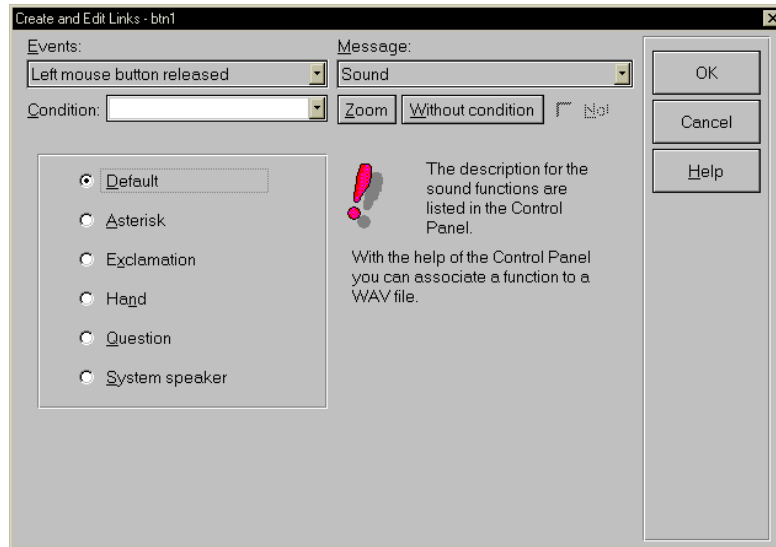 Create and Edit Links - btn1
Events:
Message:
Left mouse button released
Sound
OK
Condition:
Zoom
Without condition
Not
Cancel
Help
Default
Asterisk
Exclamation
Hand
Question
System speaker
The description for the
sound functions are
listed in the Control
Panel.
With the help of the Control Panel
you can associate a function to a
WAV file.